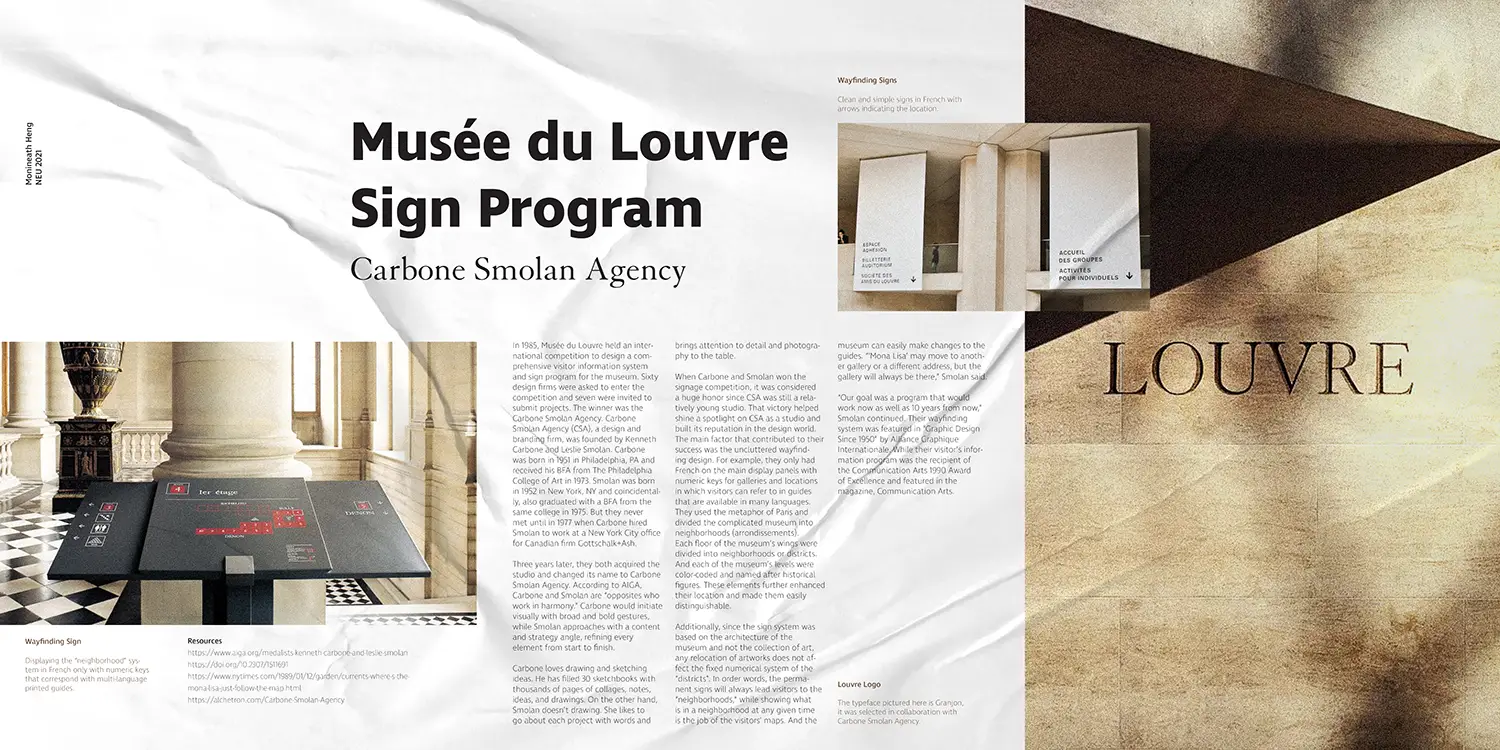 Monineath Heng
NEU 2021
Musée du Louvre
Sign Program
Carbone Smolan Agency
Wayfinding Signs
Clean and simple signs in French with
arrows indicating the location
ESPACE
ADHÉSION
BILLETTERIE
AUDITORIUM
SOCIÉTÉ DES
AMIS DU LOUVRE
ACCUEIL
DES GROUPES
ACTIVITÉS
POUR INDIVIDUELS
LOUVRE
4
1er étage
SULLY
RICHELIEU
DENON
3
DENON
Wayfinding Sign
Displaying the "neighborhood" sys-
tem in French only with numeric keys
that correspond with multi-language
printed guides.
Resources
https://www.aiga.org/medalists-kenneth-carbone-and-leslie-smolan
https://doi.org/10.2307/1511691
https://www.nytimes.com/1989/01/12/garden/currents-where-s-the-
mona-lisa-just-follow-the-map.html
https://alchetron.com/Carbone-Smolan-Agency
In 1985, Musée du Louvre held an inter-
national competition to design a com-
prehensive visitor information system
and sign program for the museum. Sixty
design firms were asked to enter the
competition and seven were invited to
submit projects. The winner was the
Carbone Smolan Agency. Carbone
Smolan Agency (CSA), a design and
branding firm, was founded by Kenneth
Carbone and Leslie Smolan. Carbone
was born in 1951 in Philadelphia, PA and
received his BFA from The Philadelphia
College of Art in 1973. Smolan was born
in 1952 in New York, NY and coincidental-
ly, also graduated with a BFA from the
same college in 1975. But they never
met until in 1977 when Carbone hired
Smolan to work at a New York City office
for Canadian firm Gottschalk+Ash.
Three years later, they both acquired the
studio and changed its name to Carbone
Smolan Agency. According to AIGA,
Carbone and Smolan are "opposites who
work in harmony." Carbone would initiate
visually with broad and bold gestures,
while Smolan approaches with a content
and strategy angle, refining every
element from start to finish.
Carbone loves drawing and sketching
ideas. He has filled 30 sketchbooks with
thousands of pages of collages, notes,
ideas, and drawings. On the other hand,
Smolan doesn't drawing. She likes to
go about each project with words and
brings attention to detail and photogra-
phy to the table.
When Carbone and Smolan won the
signage competition, it was considered
a huge honor since CSA was still a rela-
tively young studio. That victory helped
shine a spotlight on CSA as a studio and
built its reputation in the design world.
The main factor that contributed to their
success was the uncluttered wayfind-
ing design. For example, they only had
French on the main display panels with
numeric keys for galleries and locations
in which visitors can refer to in guides
that are available in many languages.
They used the metaphor of Paris and
divided the complicated museum into
neighborhoods (arrondissements).
Each floor of the museum's wings were
divided into neighborhoods or districts.
And each of the museum's levels were
color-coded and named after historical
figures. These elements further enhanced
their location and made them easily
distinguishable.
Additionally, since the sign system was
based on the architecture of the
museum and not the collection of art,
any relocation of artworks does not af-
fect the fixed numerical system of the
"districts". In order words, the perma-
nent signs will always lead visitors to the
"neighborhoods," while showing what
is in a neighborhood at any given time
is the job of the visitors' maps. And the
museum can easily make changes to the
guides. "'Mona Lisa' may move to anoth-
er gallery or a different address, but the
gallery will always be there," Smolan said.
"Our goal was a program that would
work now as well as 10 years from now,"
Smolan continued. Their wayfinding
system was featured in "Graphic Design
Since 1950" by Alliance Graphique
Internationale. While their visitor's infor-
mation program was the recipient of
the Communication Arts 1990 Award
of Excellence and featured in the
magazine, Communication Arts.
Louvre Logo
The typeface pictured here is Granjon,
it was selected in collaboration with
Carbone Smolan Agency